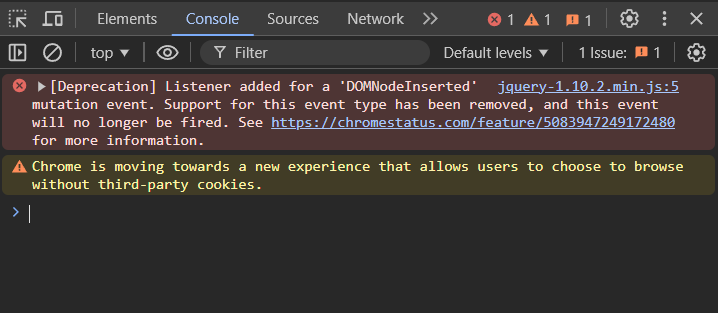 Elements Console Sources Network 1 1 1
top Filter Default levels 1 Issue: 1
[Deprecation] Listener added for a 'DOMNodeInserted' jquery-1.10.2.min.js:5
mutation event. Support for this event type has been removed, and this event
will no longer be fired. See https://chromestatus.com/feature/5083947249172480
for more information.
Chrome is moving towards a new experience that allows users to choose to browse
without third-party cookies.